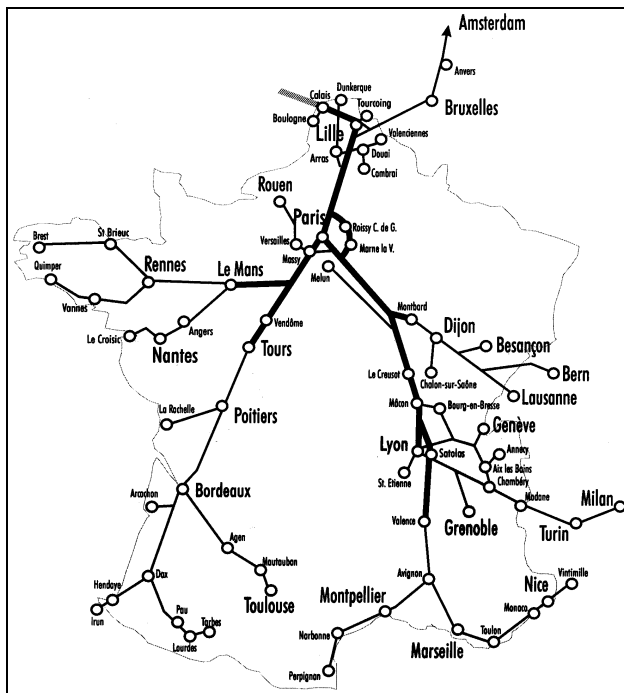 Amsterdam
Anvers
Bruxelles
Dunkerque
Calais
Tourcoing
Boulogne
Lille
Valenciennes
Douai
Arras
Cambrai
Rouen
Paris
Roissy C. de G.
Versailles
Marne la V.
Massy
Melun
Brest
St Brieuc
Quimper
Rennes
Le Mans
Vannes
Angers
Le Croisic
Nantes
Vendôme
Tours
Montbard
Dijon
Besançon
Le Creusot
Chalon-sur-Saône
Bern
Lausanne
La Rochelle
Poitiers
Mâcon
Bourg-en-Bresse
Genève
Lyon
Satolas
Annecy
Aix les Bains
St. Etienne
Chambéry
Arcachon
Bordeaux
Modane
Milan
Valence
Grenoble
Turin
Agen
Mautauban
Toulouse
Dax
Avignon
Hendaye
Montpellier
Nice
Vintimille
Irun
Pau
Tarbes
Monaco
Lourdes
Narbonne
Marseille
Toulon
Perpignan